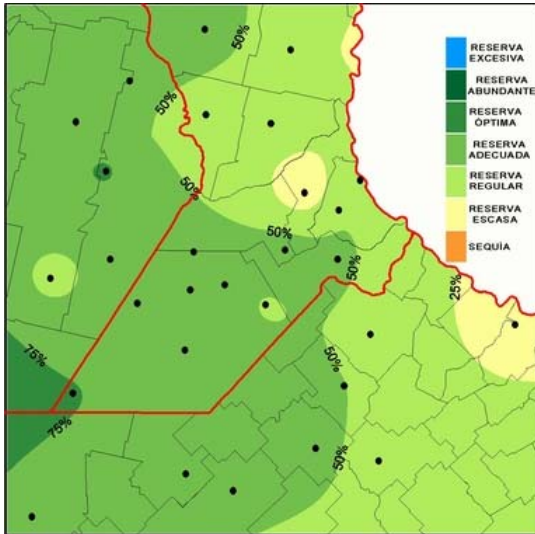 50%
50%
RESERVA
EXCESIVA
RESERVA
ABUNDANTE
RESERVA
ÓPTIMA
RESERVA
ADECUADA
RESERVA
REGULAR
RESERVA
ESCASA
SEQUÍA
50%
50%
50%
25%
75%
50%
75%
50%